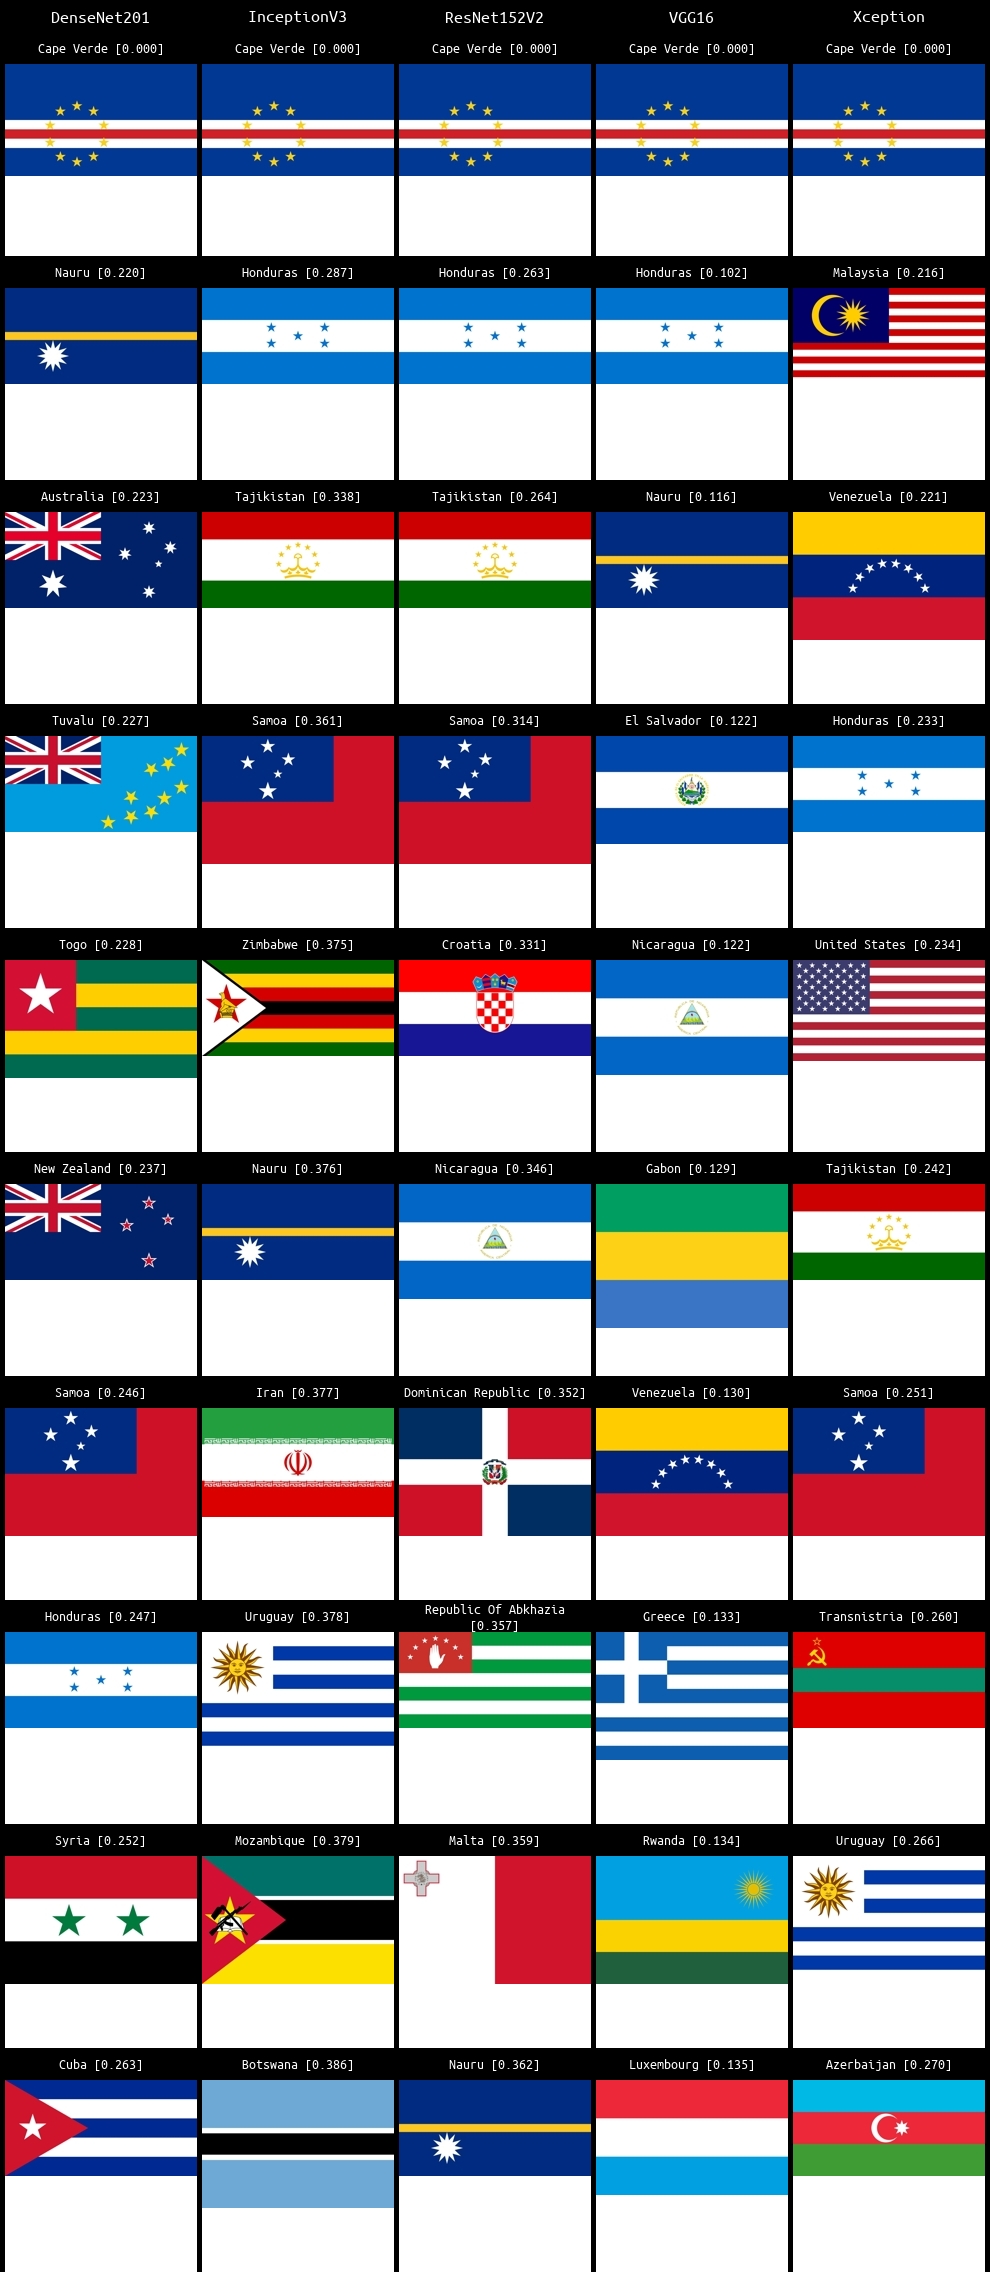 DenseNet201 InceptionV3 ResNet152V2 VGG16 Xception
Cape Verde [0.000] Cape Verde [0.000] Cape Verde [0.000] Cape Verde [0.000] Cape Verde [0.000]
Nauru [0.220] Honduras [0.287] Honduras [0.263] Honduras [0.102] Malaysia [0.216]
Australia [0.223] Tajikistan [0.338] Tajikistan [0.264] Nauru [0.116] Venezuela [0.221]
Tuvalu [0.227] Samoa [0.361] Samoa [0.314] El Salvador [0.122] Honduras [0.233]
Togo [0.228] Zimbabwe [0.375] Croatia [0.331] Nicaragua [0.122] United States [0.234]
New Zealand [0.237] Nauru [0.376] Nicaragua [0.346] Gabon [0.129] Tajikistan [0.242]
Samoa [0.246] Iran [0.377] Dominican Republic [0.352] Venezuela [0.130] Samoa [0.251]
Honduras [0.247] Uruguay [0.378] Republic Of Abkhazia [0.357] Greece [0.133] Transnistria [0.260]
Syria [0.252] Mozambique [0.379] Malta [0.359] Rwanda [0.134] Uruguay [0.266]
Cuba [0.263] Botswana [0.386] Nauru [0.362] Luxembourg [0.135] Azerbaijan [0.270]